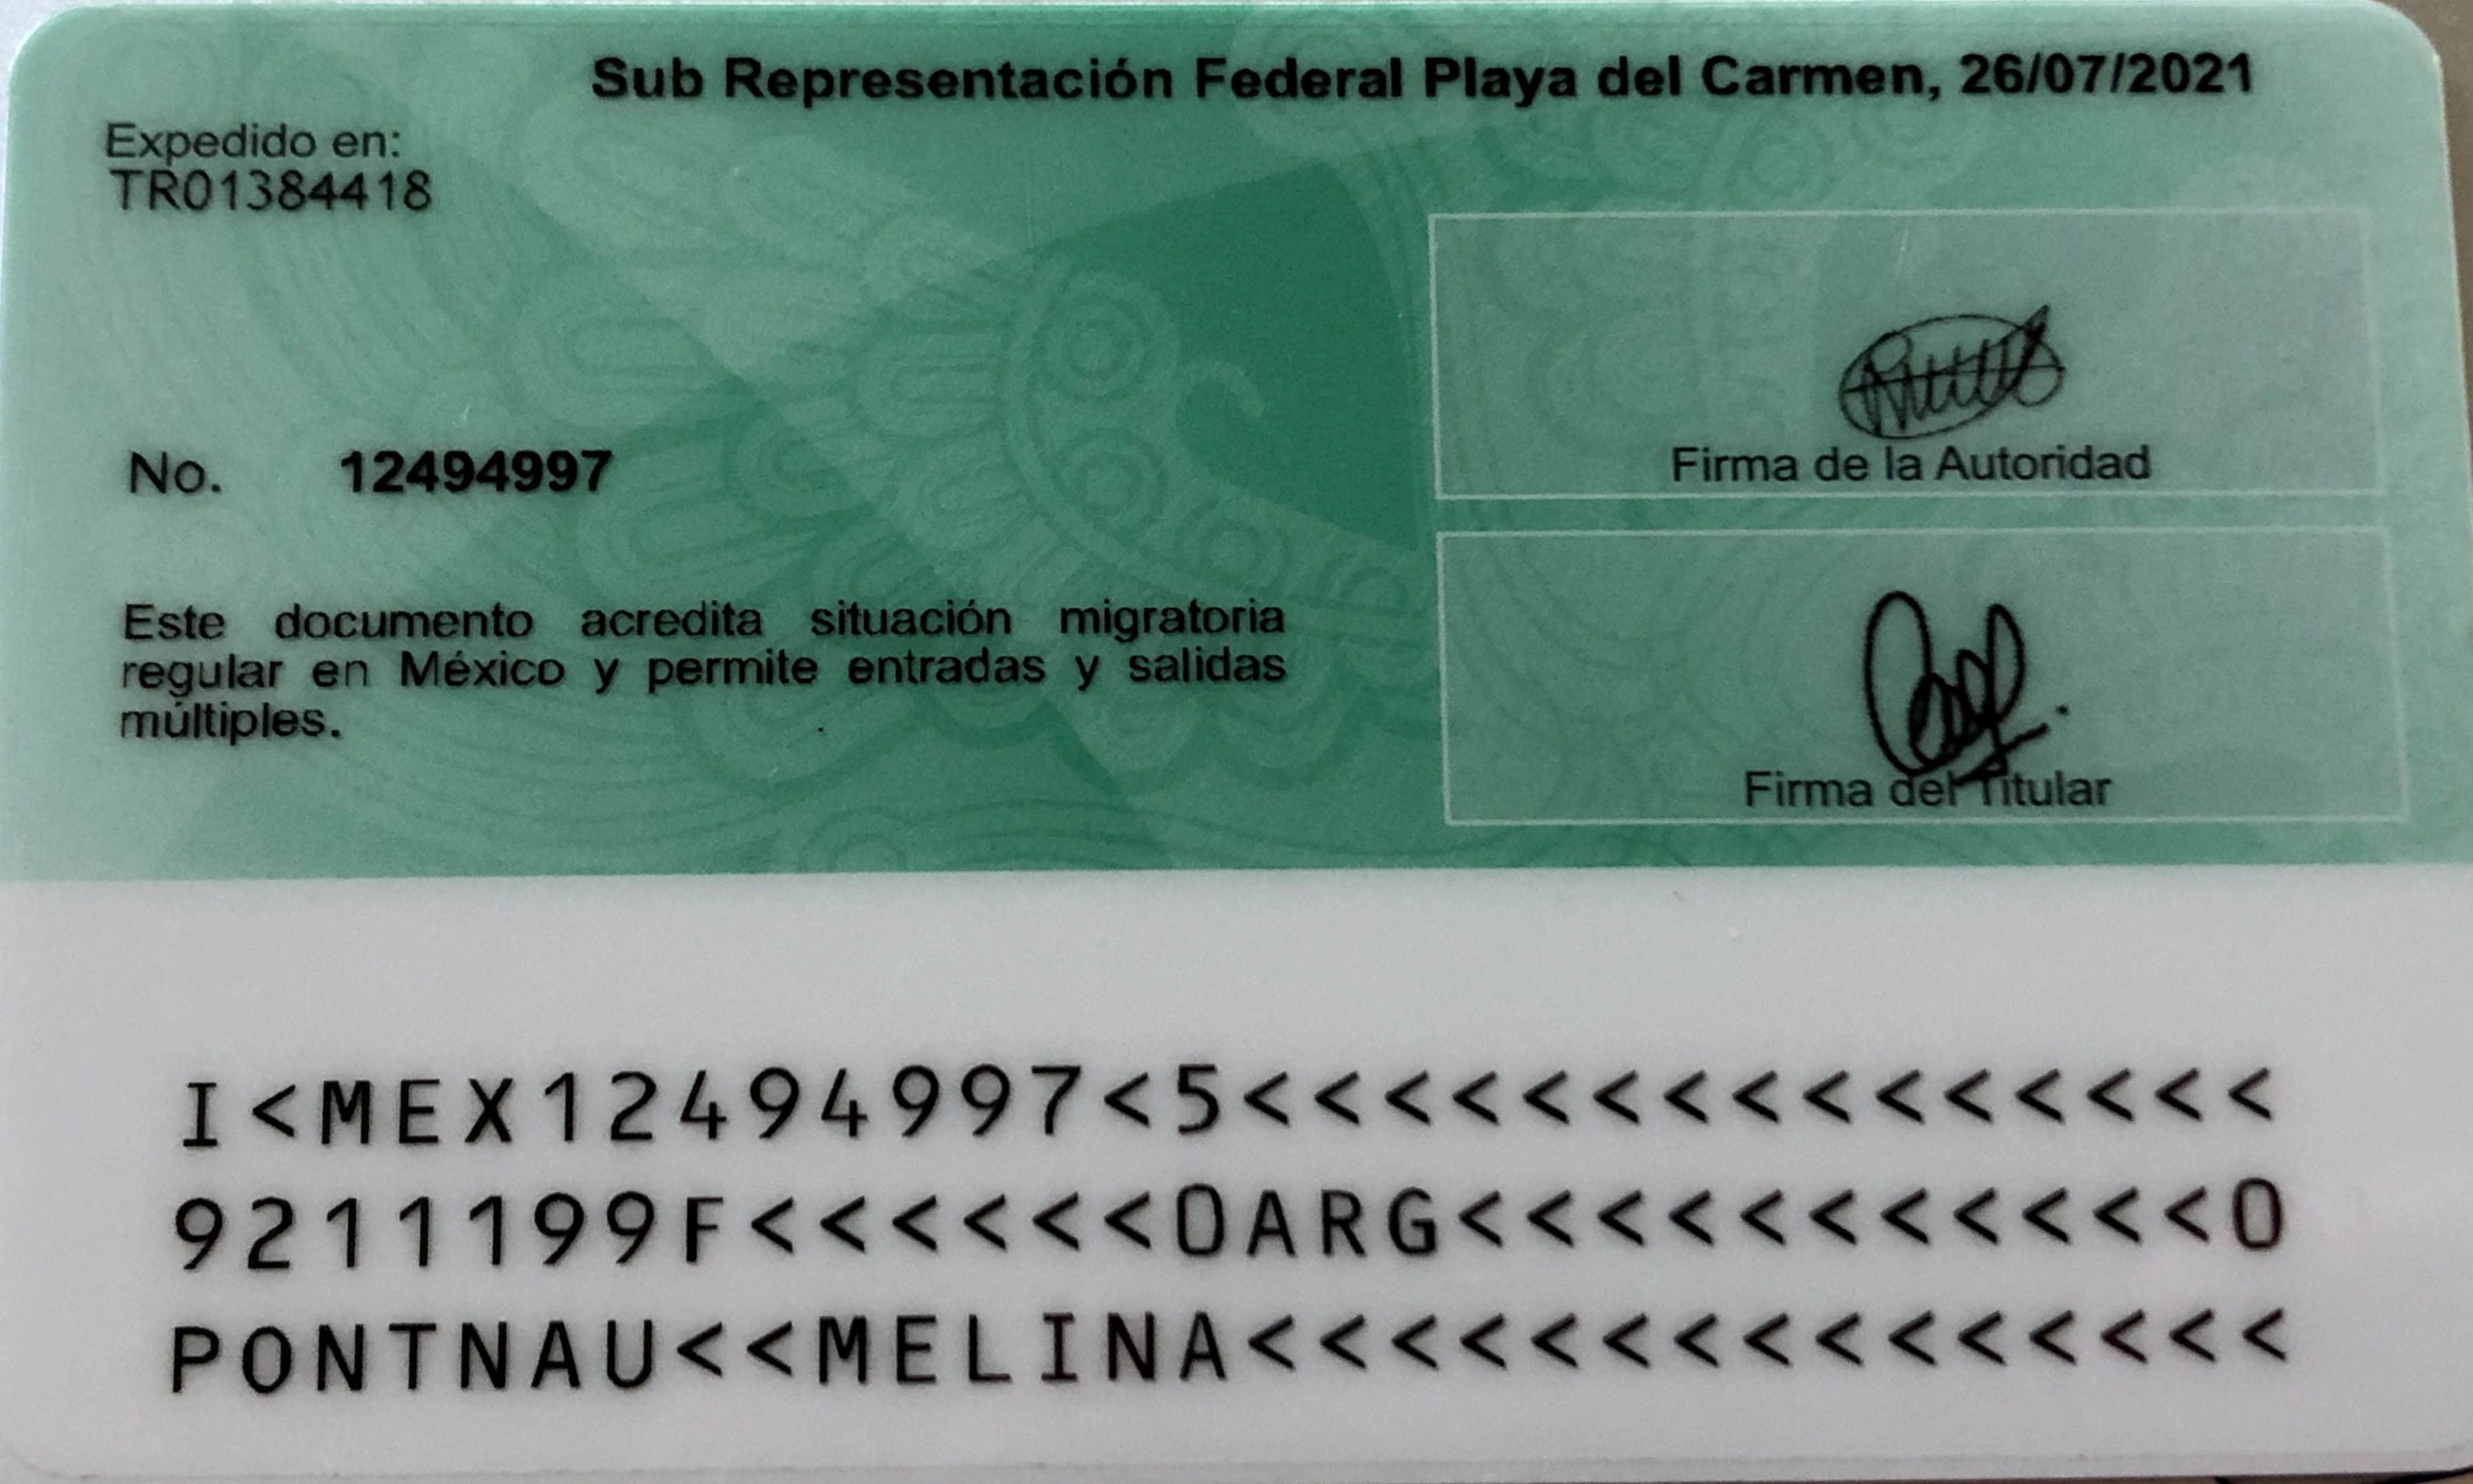 Sub Representación Federal Playa del Carmen, 26/07/2021
Expedido en:
TR01384418
No. 12494997
Este documento acredita situación migratoria
regular en México y permite entradas y salidas
múltiples.
Firma de la Autoridad
Firma del Titular
I<MEX12494997<5<<<<<<<<<<<<<<<
9211199F<<<<<<0ARG<<<<<<<<<<<0
PONTNAU<<MELINA<<<<<<<<<<<<<<<